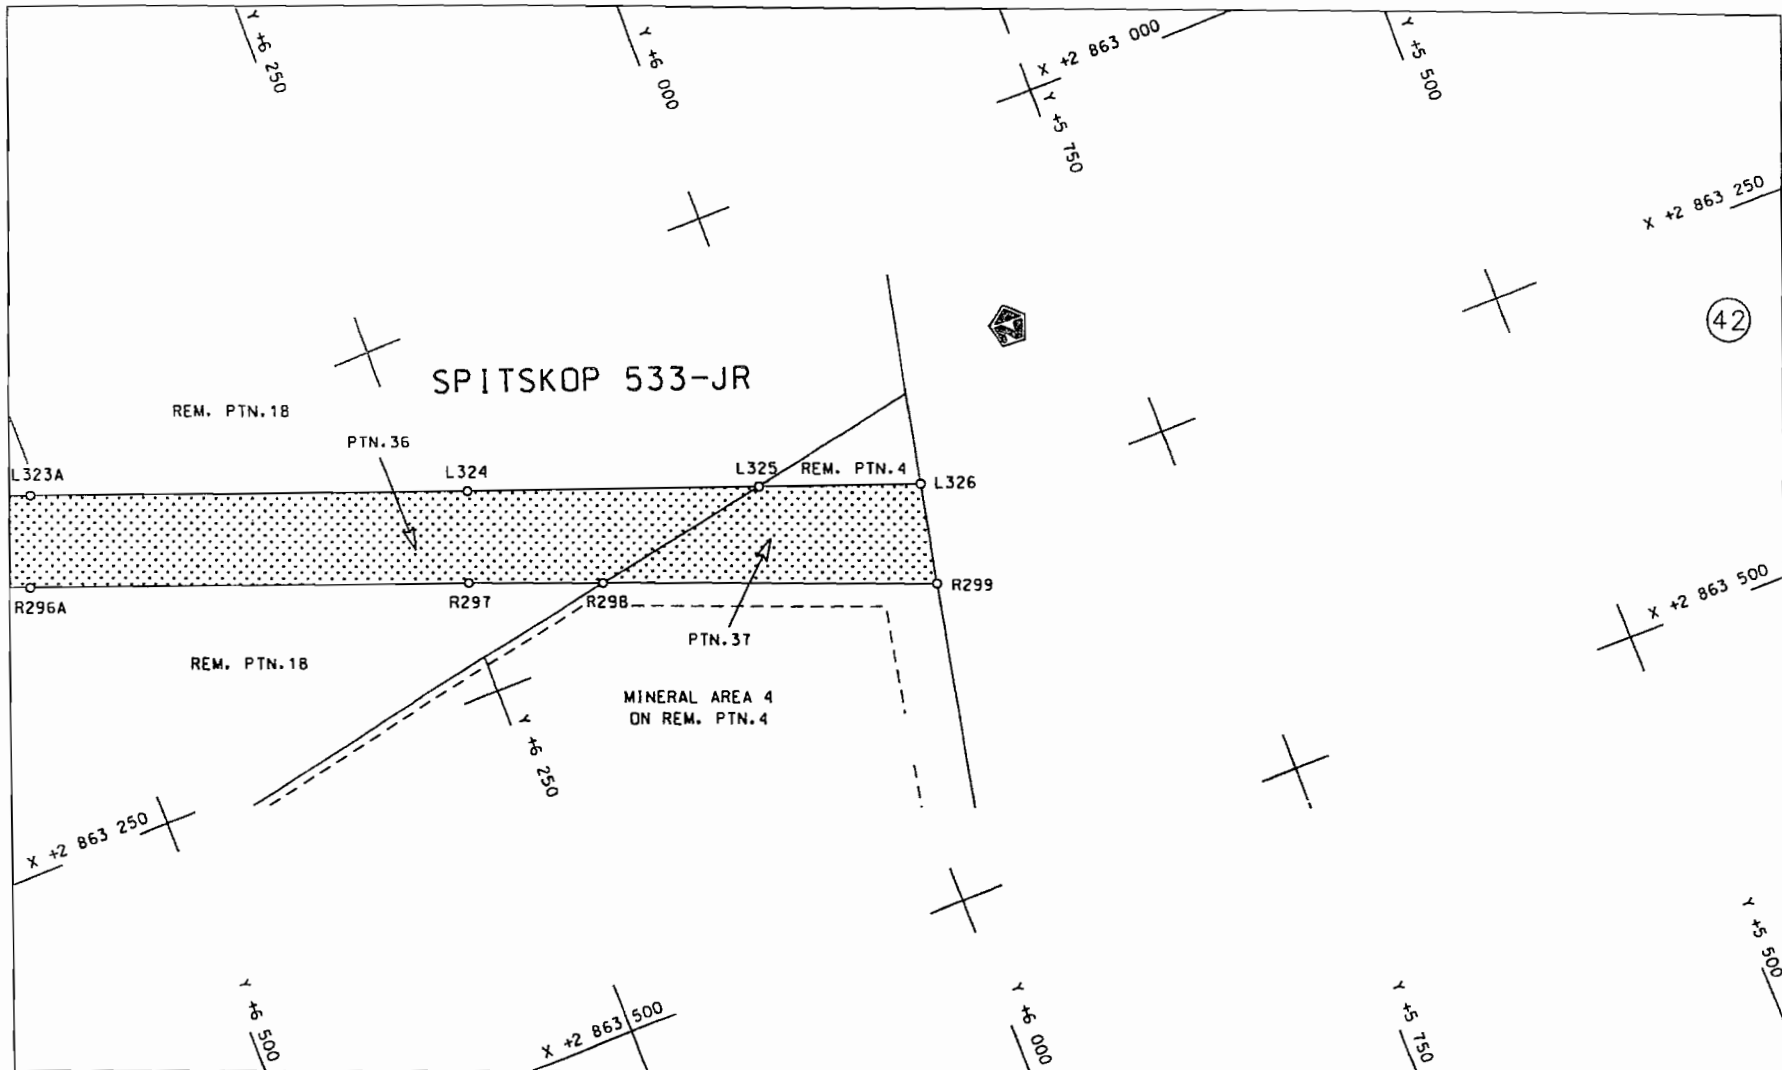 Y +6 250
Y +6 000
X +2 863 000
Y +5 750
Y +5 500
X +2 863 250
42
SPITSKOP 533-JR
REM. PTN.18
PTN.36
L323A
L324
L325
REM. PTN.4
L326
R296A
R297
R298
R299
PTN.37
X +2 863 500
REM. PTN.18
MINERAL AREA 4
ON REM. PTN.4
Y +6 250
X +2 863 250
Y +6 500
X +2 863 500
Y +6 000
Y +5 750
Y +5 500